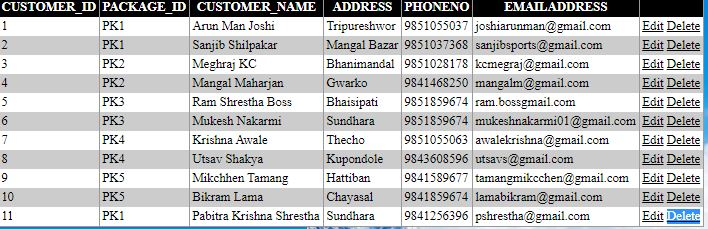 CUSTOMER_ID PACKAGE_ID CUSTOMER_NAME ADDRESS PHONENO EMAILADDRESS
1 PK1 Arun Man Joshi Tripureshwor 9851055037 joshiarunman@gmail.com Edit Delete
2 PK1 Sanjib Shilpakar Mangal Bazar 9851037368 sanjibsports@gmail.com Edit Delete
3 PK2 Meghraj KC Bhanimandal 9851028178 kcmegraj@gmail.com Edit Delete
4 PK2 Mangal Maharjan Gwarko 9841468250 mangalm@gmail.com Edit Delete
5 PK3 Ram Shrestha Boss Bhaisipati 9851859674 ram.bossgmail.com Edit Delete
6 PK3 Mukesh Nakarmi Sundhara 9851859674 mukeshnakarmi01@gmail.com Edit Delete
7 PK4 Krishna Awale Thecho 9851055063 awalekrishna@gmail.com Edit Delete
8 PK4 Utsav Shakya Kupondole 9843608596 utsavs@gmail.com Edit Delete
9 PK5 Mikchhen Tamang Hattiban 9841589677 tamangmikcchen@gmail.com Edit Delete
10 PK5 Bikram Lama Chayasal 9841859674 lamabikram@gmail.com Edit Delete
11 PK1 Pabitra Krishna Shrestha Sundhara 9841256396 pshrestha@gmail.com Edit Delete